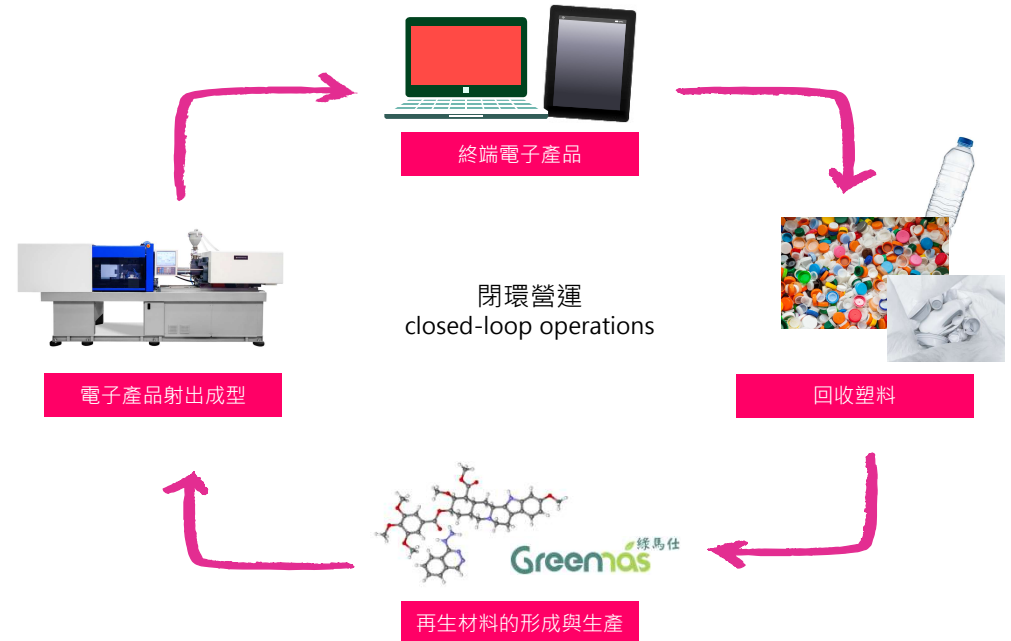 終端電子產品
閉環營運
closed-loop operations
電子產品射出成型
回收塑料
綠馬仕
Greenmas
再生材料的形成與生產